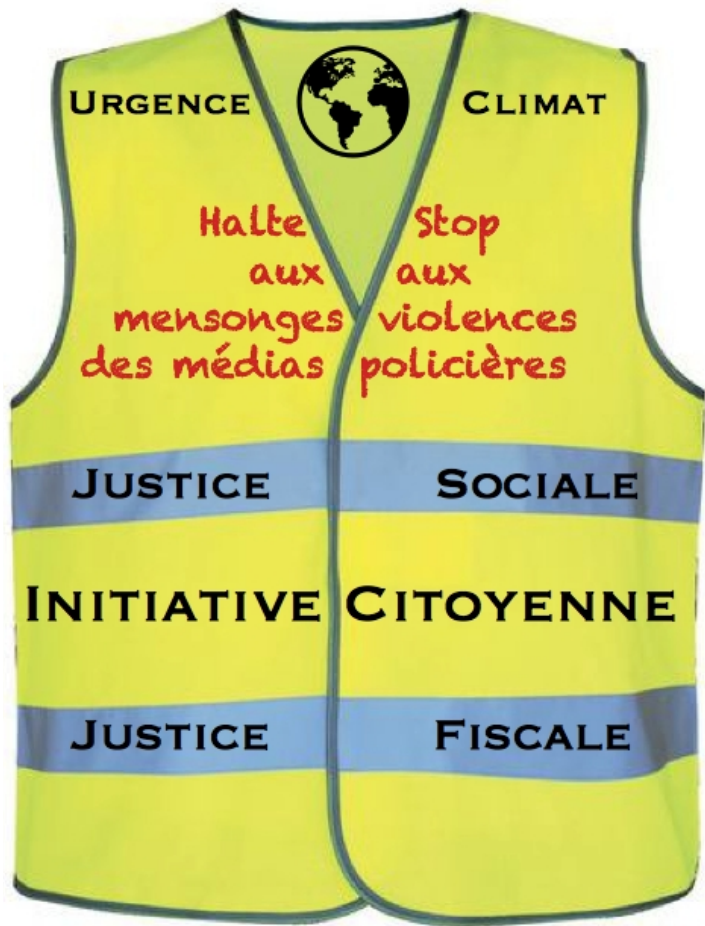 URGENCE CLIMAT
Halte
aux
mensonges
des médias
Stop
aux
violences
policières
JUSTICE SOCIALE
INITIATIVE CITOYENNE
JUSTICE FISCALE